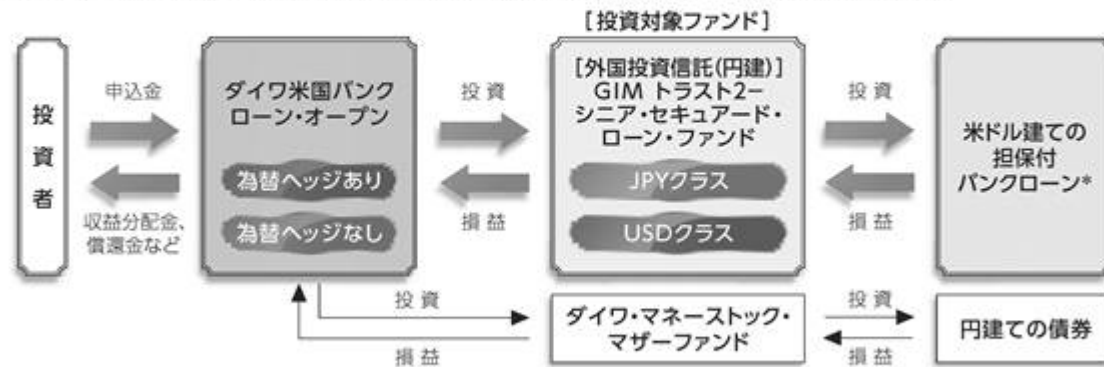 [投資対象ファンド]
投資者
申込金
収益分配金、
償還金など
ダイワ米国バンク
ローン・オープン
為替ヘッジあり
為替ヘッジなし
投資
損益
[外国投資信託(円建)]
GIM トラスト2−
シニア・セキュアード・
ローン・ファンド
JPYクラス
USDクラス
投資
損益
米ドル建ての
担保付
バンクローン*
投資
損益
ダイワ・マネーストック・
マザーファンド
投資
損益
円建ての債券